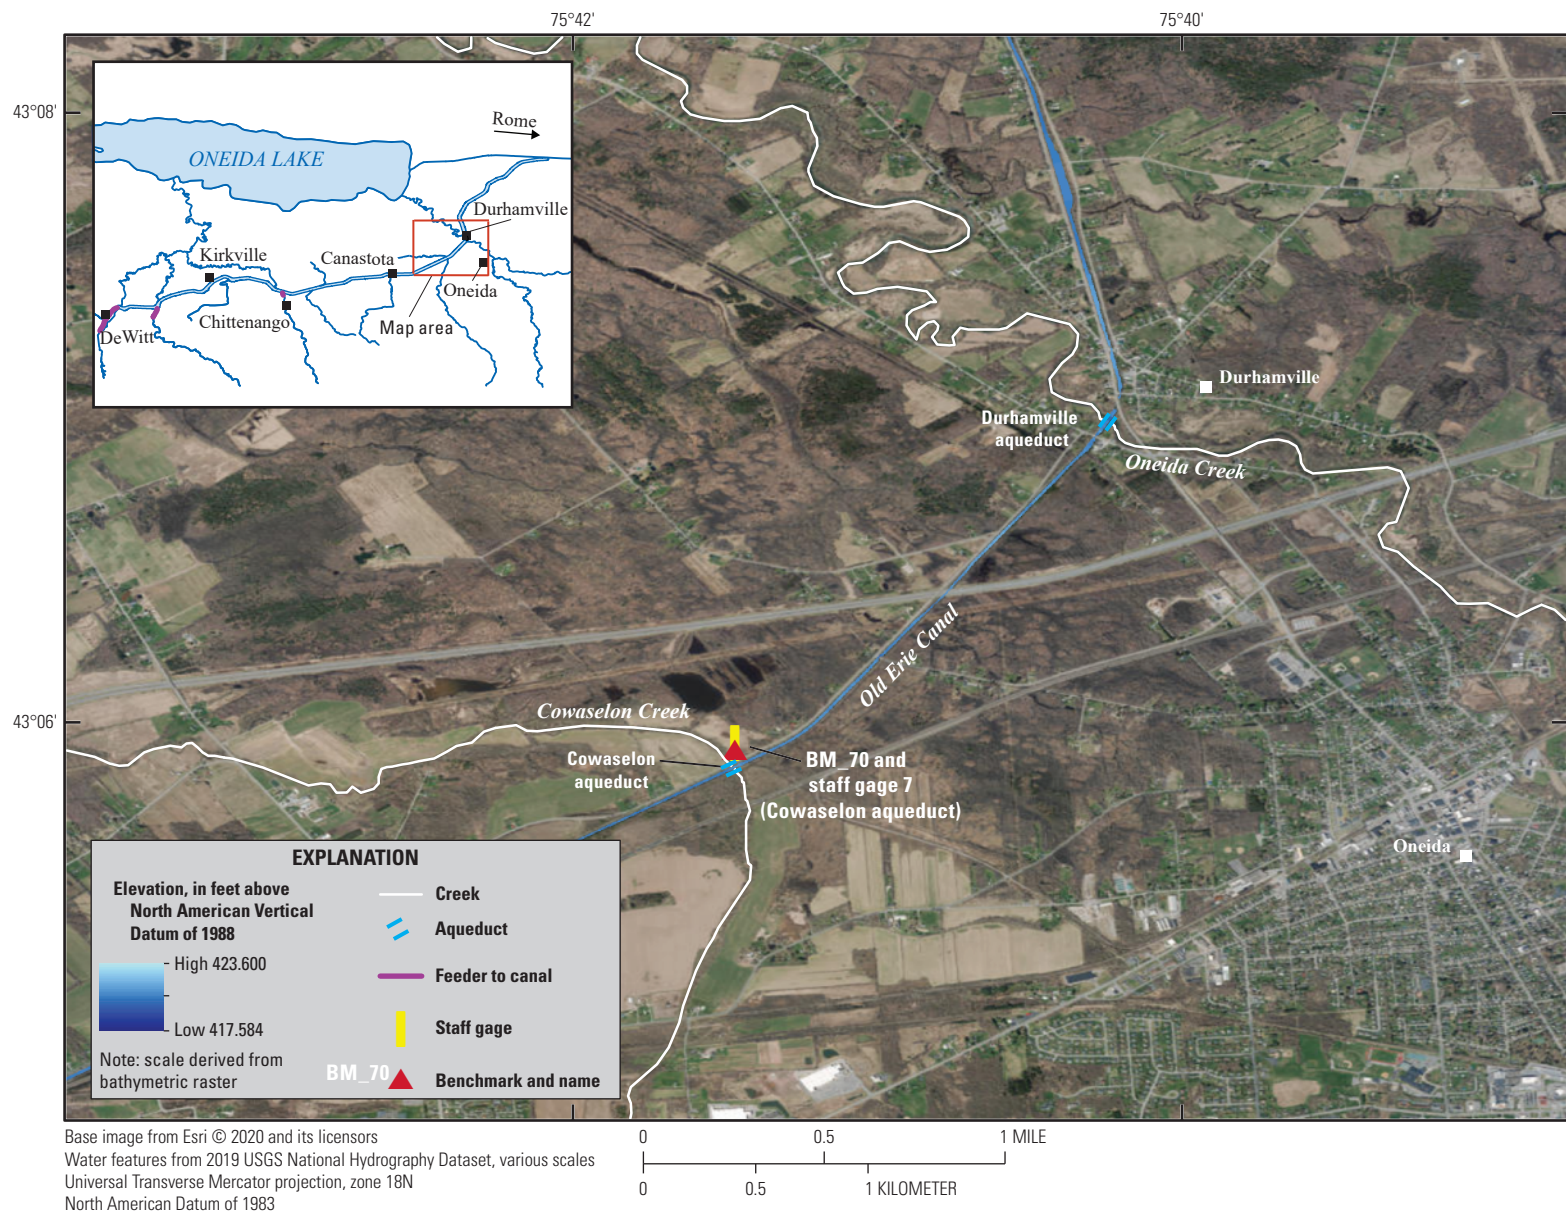 75°42'
75°40'
43°08'
43°06'
Rome
ONEIDA LAKE
Durhamville
Kirkville
Canastota
Oneida
Chittenango
Map area
DeWitt
Durhamville
Durhamville
aqueduct
Oneida Creek
Old Erie Canal
Cowaselon Creek
Cowaselon
aqueduct
BM_70 and
staff gage 7
(Cowaselon aqueduct)
Oneida
EXPLANATION
Elevation, in feet above
North American Vertical
Datum of 1988
High 423.600
Low 417.584
Note: scale derived from
bathymetric raster
Creek
Aqueduct
Feeder to canal
Staff gage
BM_70
Benchmark and name
Base image from Esri © 2020 and its licensors
Water features from 2019 USGS National Hydrography Dataset, various scales
Universal Transverse Mercator projection, zone 18N
North American Datum of 1983
0 0.5 1 MILE
0 0.5 1 KILOMETER